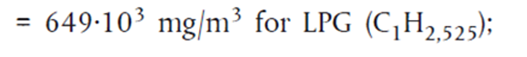 = 649·10³ mg/m³ for LPG (C₁H₂,₅₂₅);